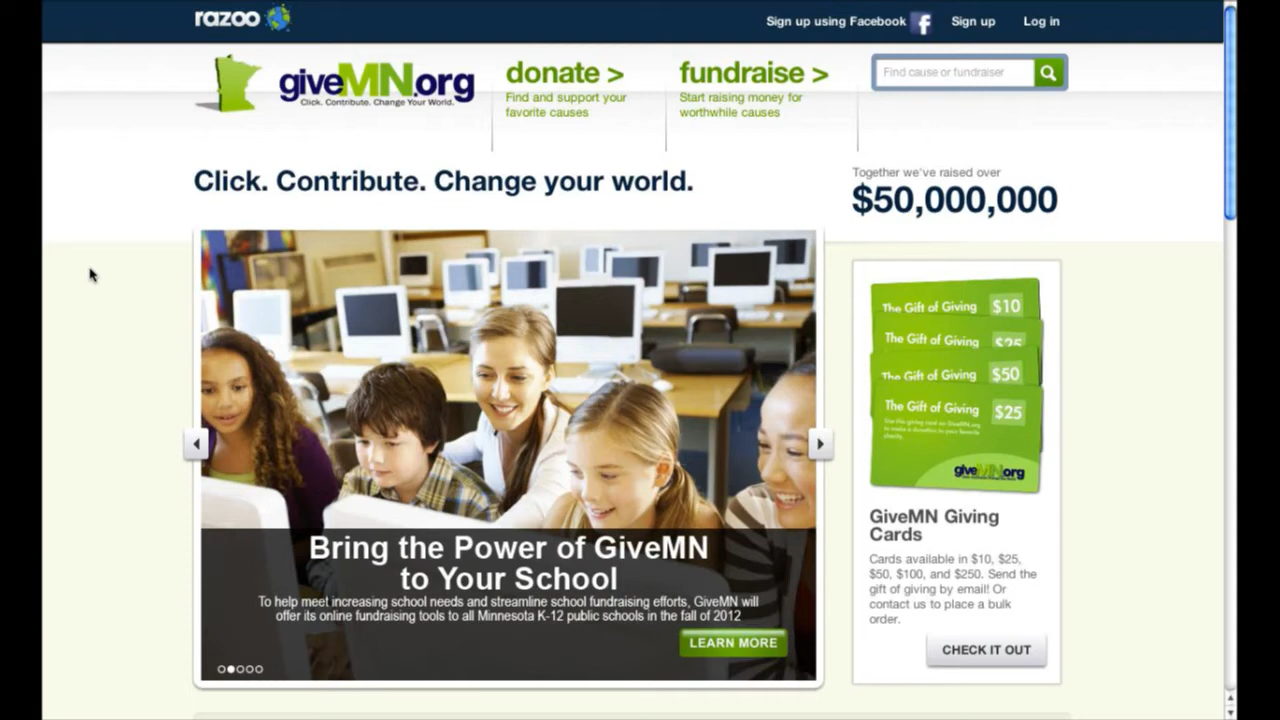 razoo
Sign up using Facebook
Sign up
Log in
giveMN.org
Click. Contribute. Change Your World.
donate >
Find and support your
favorite causes
fundraise >
Start raising money for
worthwhile causes
Find cause or fundraiser
Click. Contribute. Change your world.
Together we've raised over
$50,000,000
Bring the Power of GiveMN
to Your School
To help meet increasing school needs and streamline school fundraising efforts, GiveMN will
offer its online fundraising tools to all Minnesota K-12 public schools in the fall of 2012
LEARN MORE
The Gift of Giving $10
The Gift of Giving $25
The Gift of Giving $50
The Gift of Giving $25
giveMN.org
GiveMN Giving
Cards
Cards available in $10, $25,
$50, $100, and $250. Send the
gift of giving by email! Or
contact us to place a bulk
order.
CHECK IT OUT